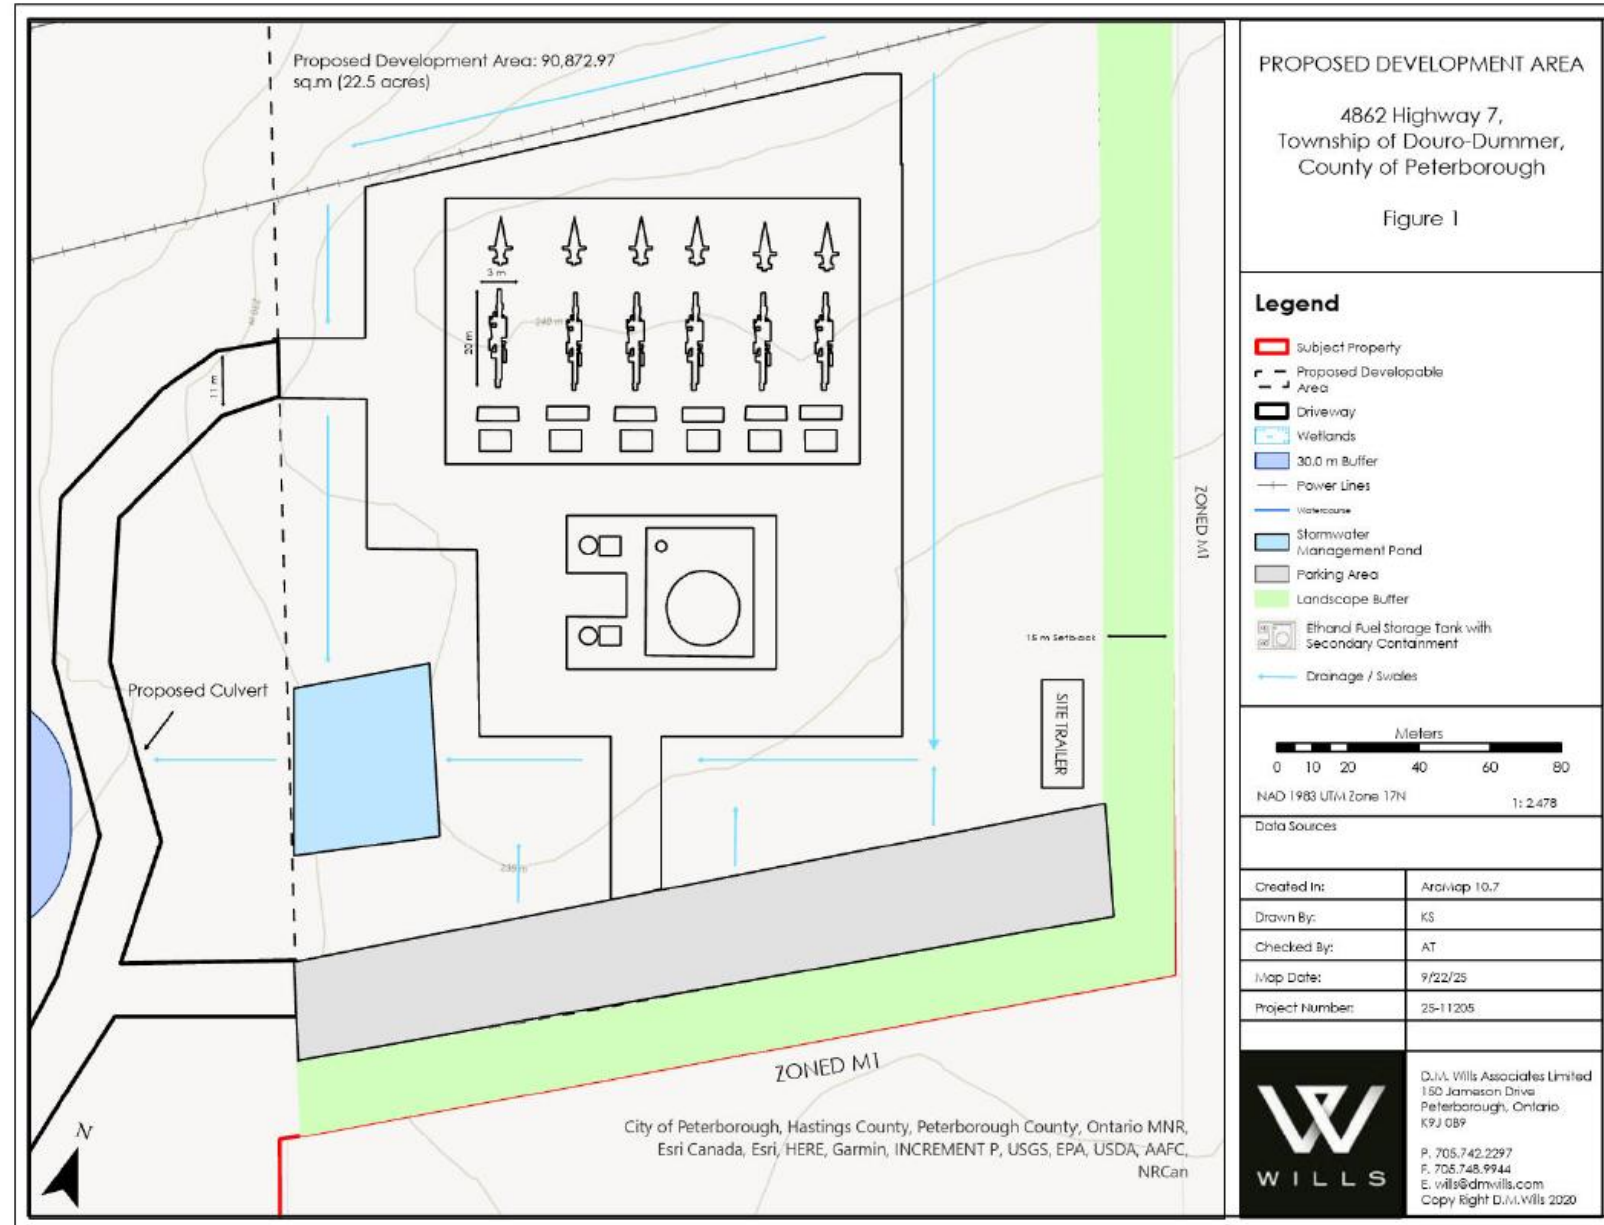 Proposed Development Area: 90,872.97
sq.m (22.5 acres)
230 m
3 m
240 m
20 m
11 m
ZONED M1
15 m Setback
SITE TRAILER
Proposed Culvert
235 m
ZONED M1
N
City of Peterborough, Hastings County, Peterborough County, Ontario MNR,
Esri Canada, Esri, HERE, Garmin, INCREMENT P, USGS, EPA, USDA, AAFC,
NRCan
PROPOSED DEVELOPMENT AREA
4862 Highway 7,
Township of Douro-Dummer,
County of Peterborough
Figure 1
Legend
Subject Property
Proposed Developable
Area
Driveway
Wetlands
30.0 m Buffer
Power Lines
Watercourse
Stormwater
Management Pond
Parking Area
Landscape Buffer
Ethanol Fuel Storage Tank with
Secondary Containment
Drainage / Swales
Meters
0 10 20 40 60 80
NAD 1983 UTM Zone 17N
1: 2,478
Data Sources
Created In: ArcMap 10.7
Drawn By: KS
Checked By: AT
Map Date: 9/22/25
Project Number: 25-11205
WILLS
D.M. Wills Associates Limited
150 Jameson Drive
Peterborough, Ontario
K9J 0B9
P. 705.742.2297
F. 705.748.9944
E. wills@dmwills.com
Copy Right D.M.Wills 2020